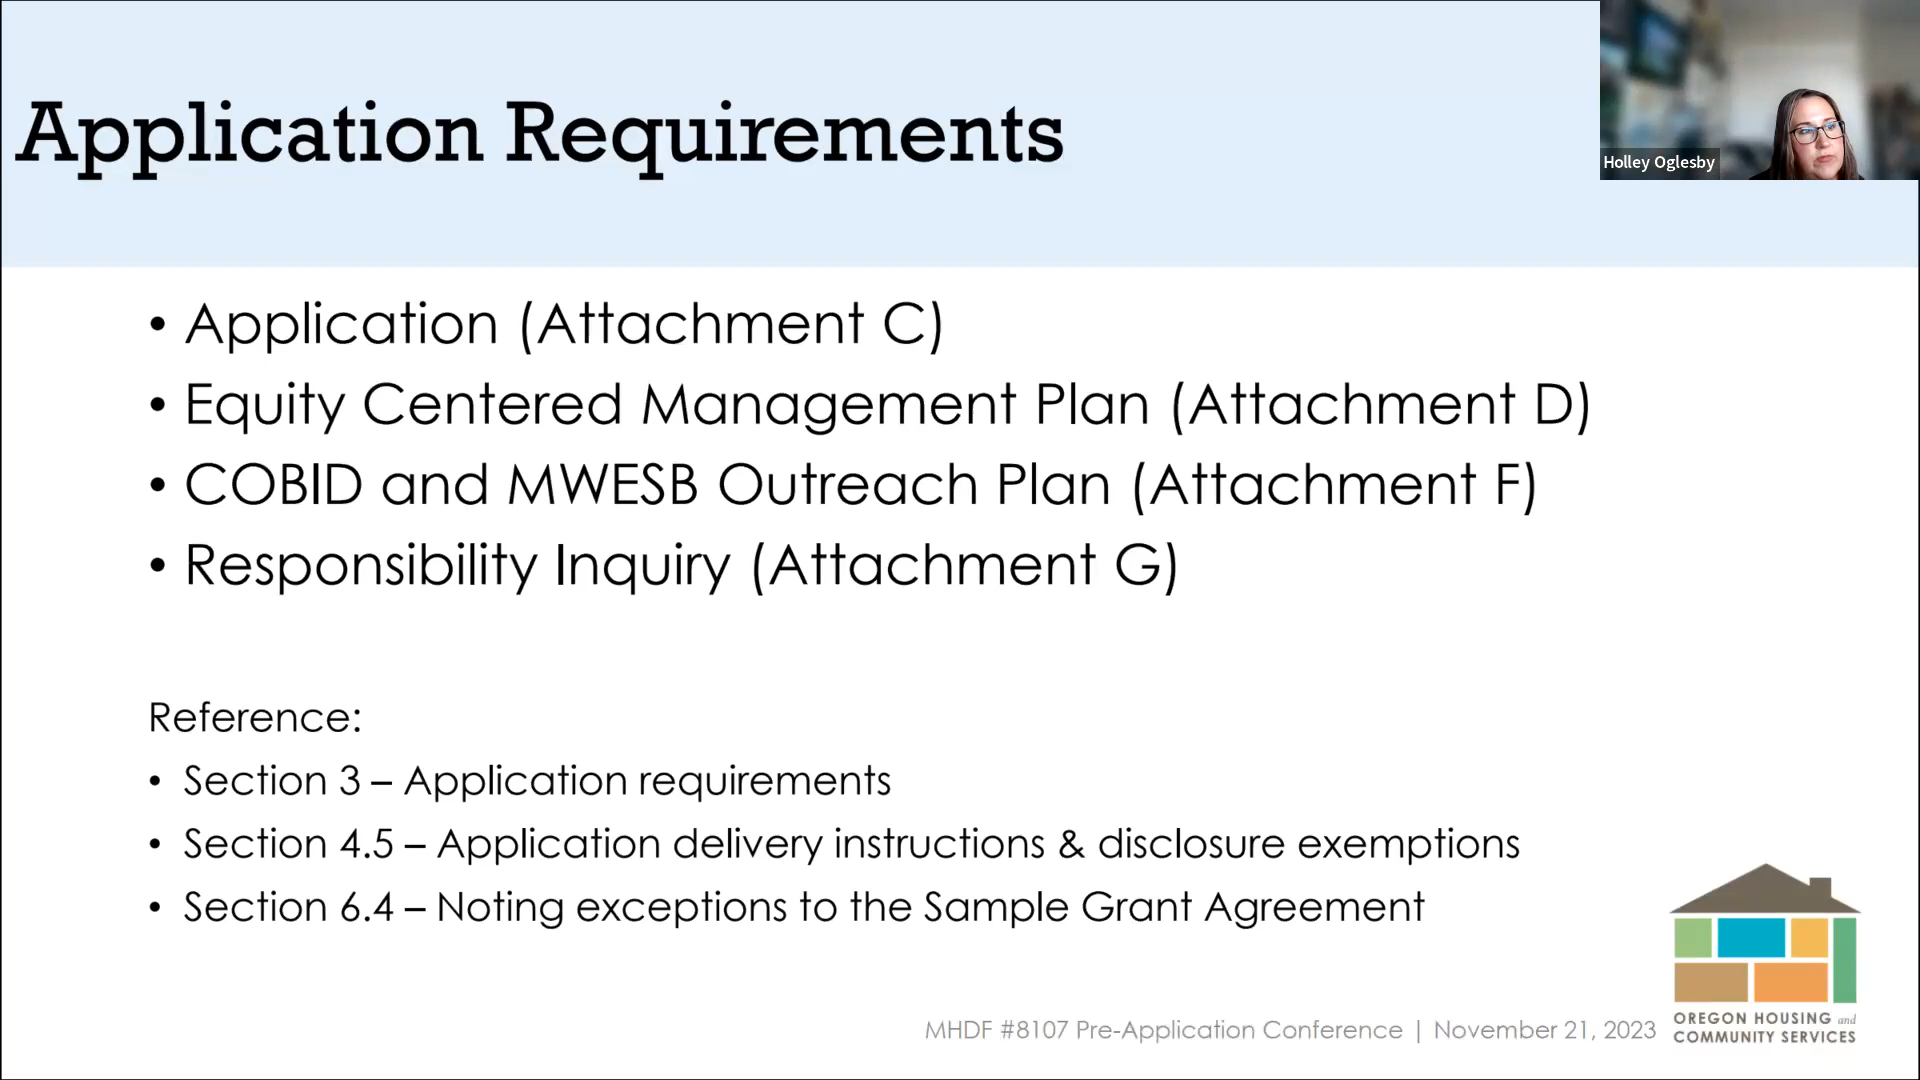 Application Requirements
Holley Oglesby
• Application (Attachment C)
• Equity Centered Management Plan (Attachment D)
• COBID and MWESB Outreach Plan (Attachment F)
• Responsibility Inquiry (Attachment G)
Reference:
• Section 3 – Application requirements
• Section 4.5 – Application delivery instructions & disclosure exemptions
• Section 6.4 – Noting exceptions to the Sample Grant Agreement
MHDF #8107 Pre-Application Conference | November 21, 2023
OREGON HOUSING and
COMMUNITY SERVICES